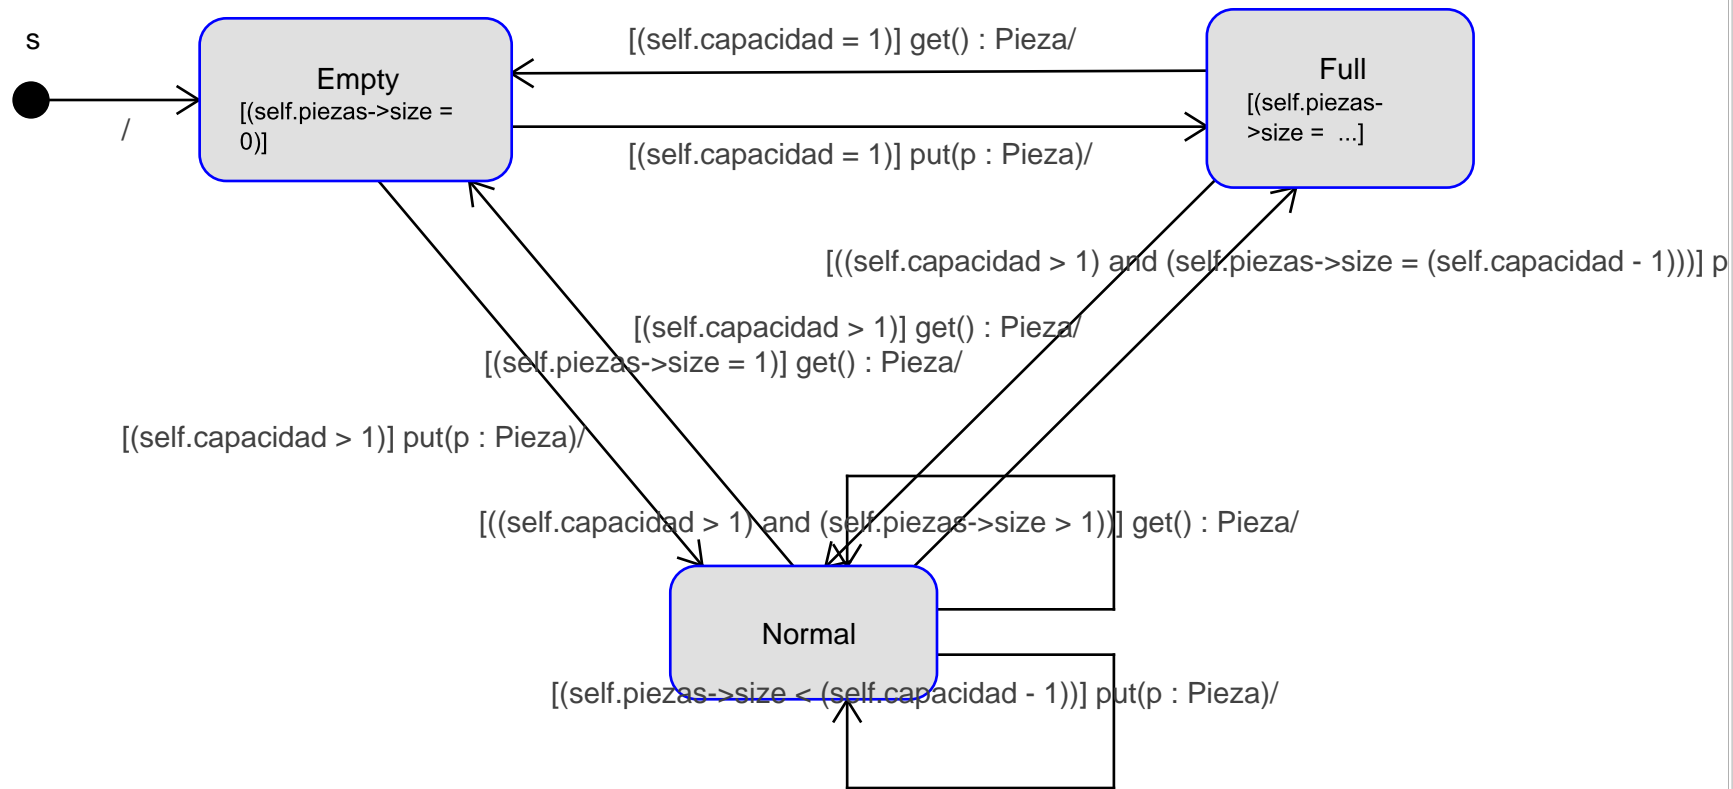 s
[(self.capacidad = 1)] get() : Pieza/
Empty
[(self.piezas->size =
0)]
Full
[(self.piezas-
>size =  ...]
/
[(self.capacidad = 1)] put(p : Pieza)/
[((self.capacidad > 1) and (self.piezas->size = (self.capacidad - 1)))] p
[(self.capacidad > 1)] get() : Pieza/
[(self.piezas->size = 1)] get() : Pieza/
[(self.capacidad > 1)] put(p : Pieza)/
[((self.capacidad > 1) and (self.piezas->size > 1))] get() : Pieza/
Normal
[(self.piezas->size < (self.capacidad - 1))] put(p : Pieza)/